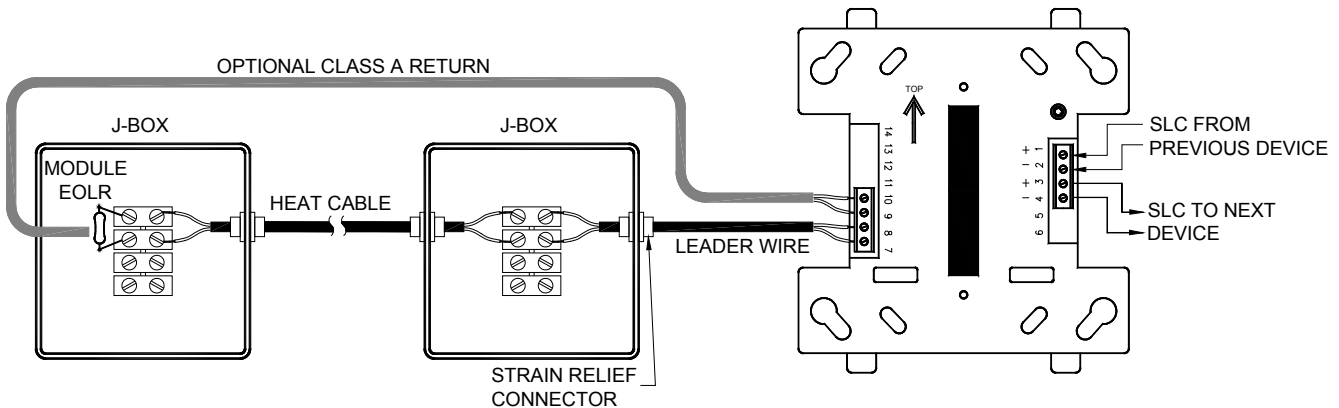 OPTIONAL CLASS A RETURN
J-BOX
J-BOX
MODULE
EOLR
HEAT CABLE
LEADER WIRE
STRAIN RELIEF
CONNECTOR
TOP
14
13
12
11
10
9
8
7
+ 1
- 2
+ 3
- 4
5
6
SLC FROM
PREVIOUS DEVICE
SLC TO NEXT
DEVICE